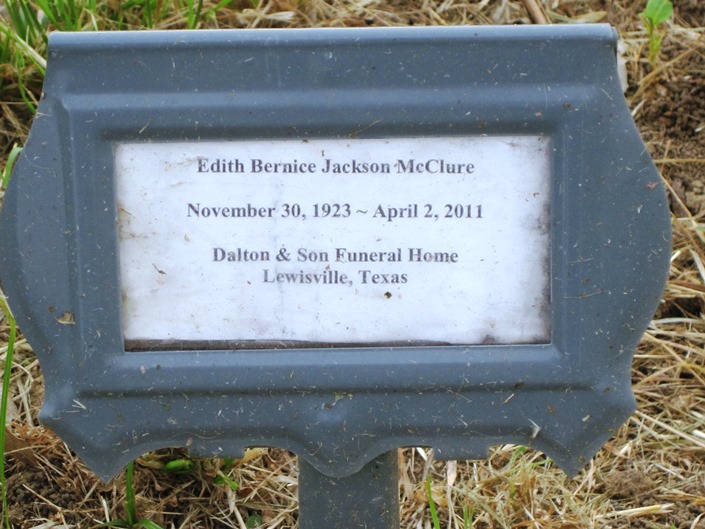 Edith Bernice Jackson McClure
November 30, 1923 ~ April 2, 2011
Dalton & Son Funeral Home
Lewisville, Texas